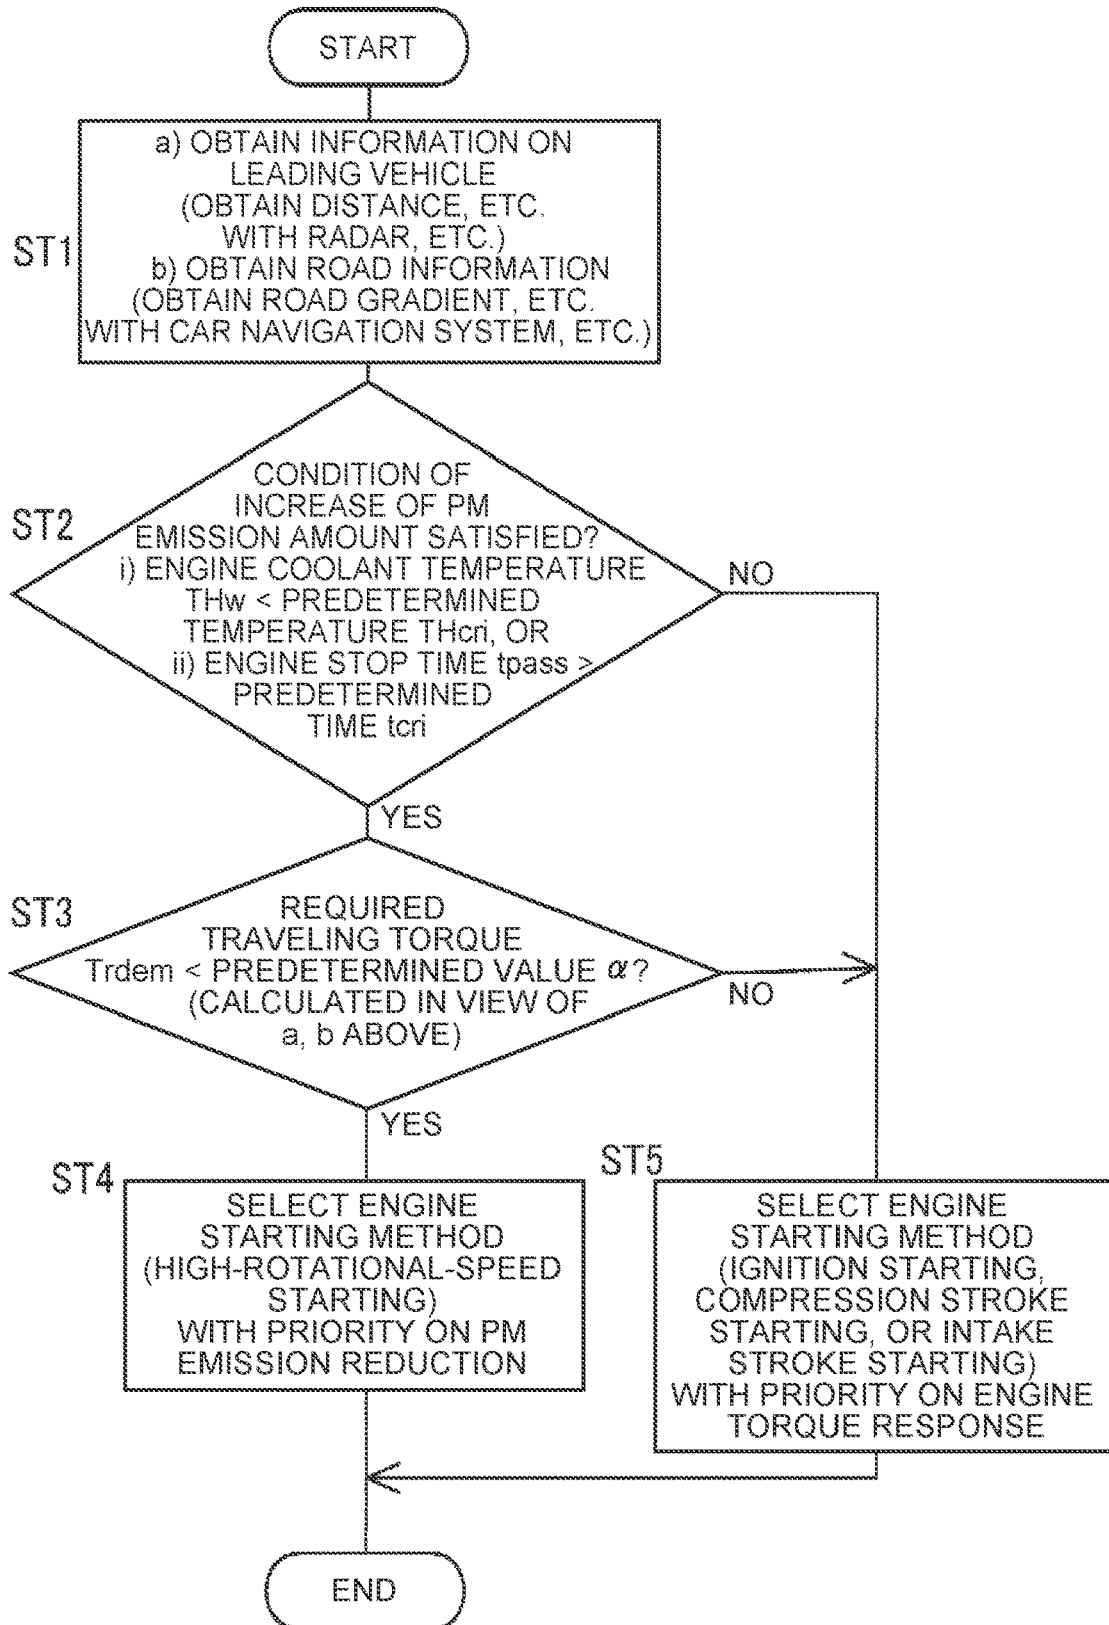 START
a) OBTAIN INFORMATION ON
LEADING VEHICLE
(OBTAIN DISTANCE, ETC.
WITH RADAR, ETC.)
b) OBTAIN ROAD INFORMATION
(OBTAIN ROAD GRADIENT, ETC.
WITH CAR NAVIGATION SYSTEM, ETC.)
ST1
ST2
CONDITION OF
INCREASE OF PM
EMISSION AMOUNT SATISFIED?
i) ENGINE COOLANT TEMPERATURE
THw < PREDETERMINED
TEMPERATURE THcri, OR
ii) ENGINE STOP TIME tpass >
PREDETERMINED
TIME tcri
NO
YES
ST3
REQUIRED
TRAVELING TORQUE
Trdem < PREDETERMINED VALUE α?
(CALCULATED IN VIEW OF
a, b ABOVE)
NO
YES
ST4
SELECT ENGINE
STARTING METHOD
(HIGH-ROTATIONAL-SPEED
STARTING)
WITH PRIORITY ON PM
EMISSION REDUCTION
ST5
SELECT ENGINE
STARTING METHOD
(IGNITION STARTING,
COMPRESSION STROKE
STARTING, OR INTAKE
STROKE STARTING)
WITH PRIORITY ON ENGINE
TORQUE RESPONSE
END